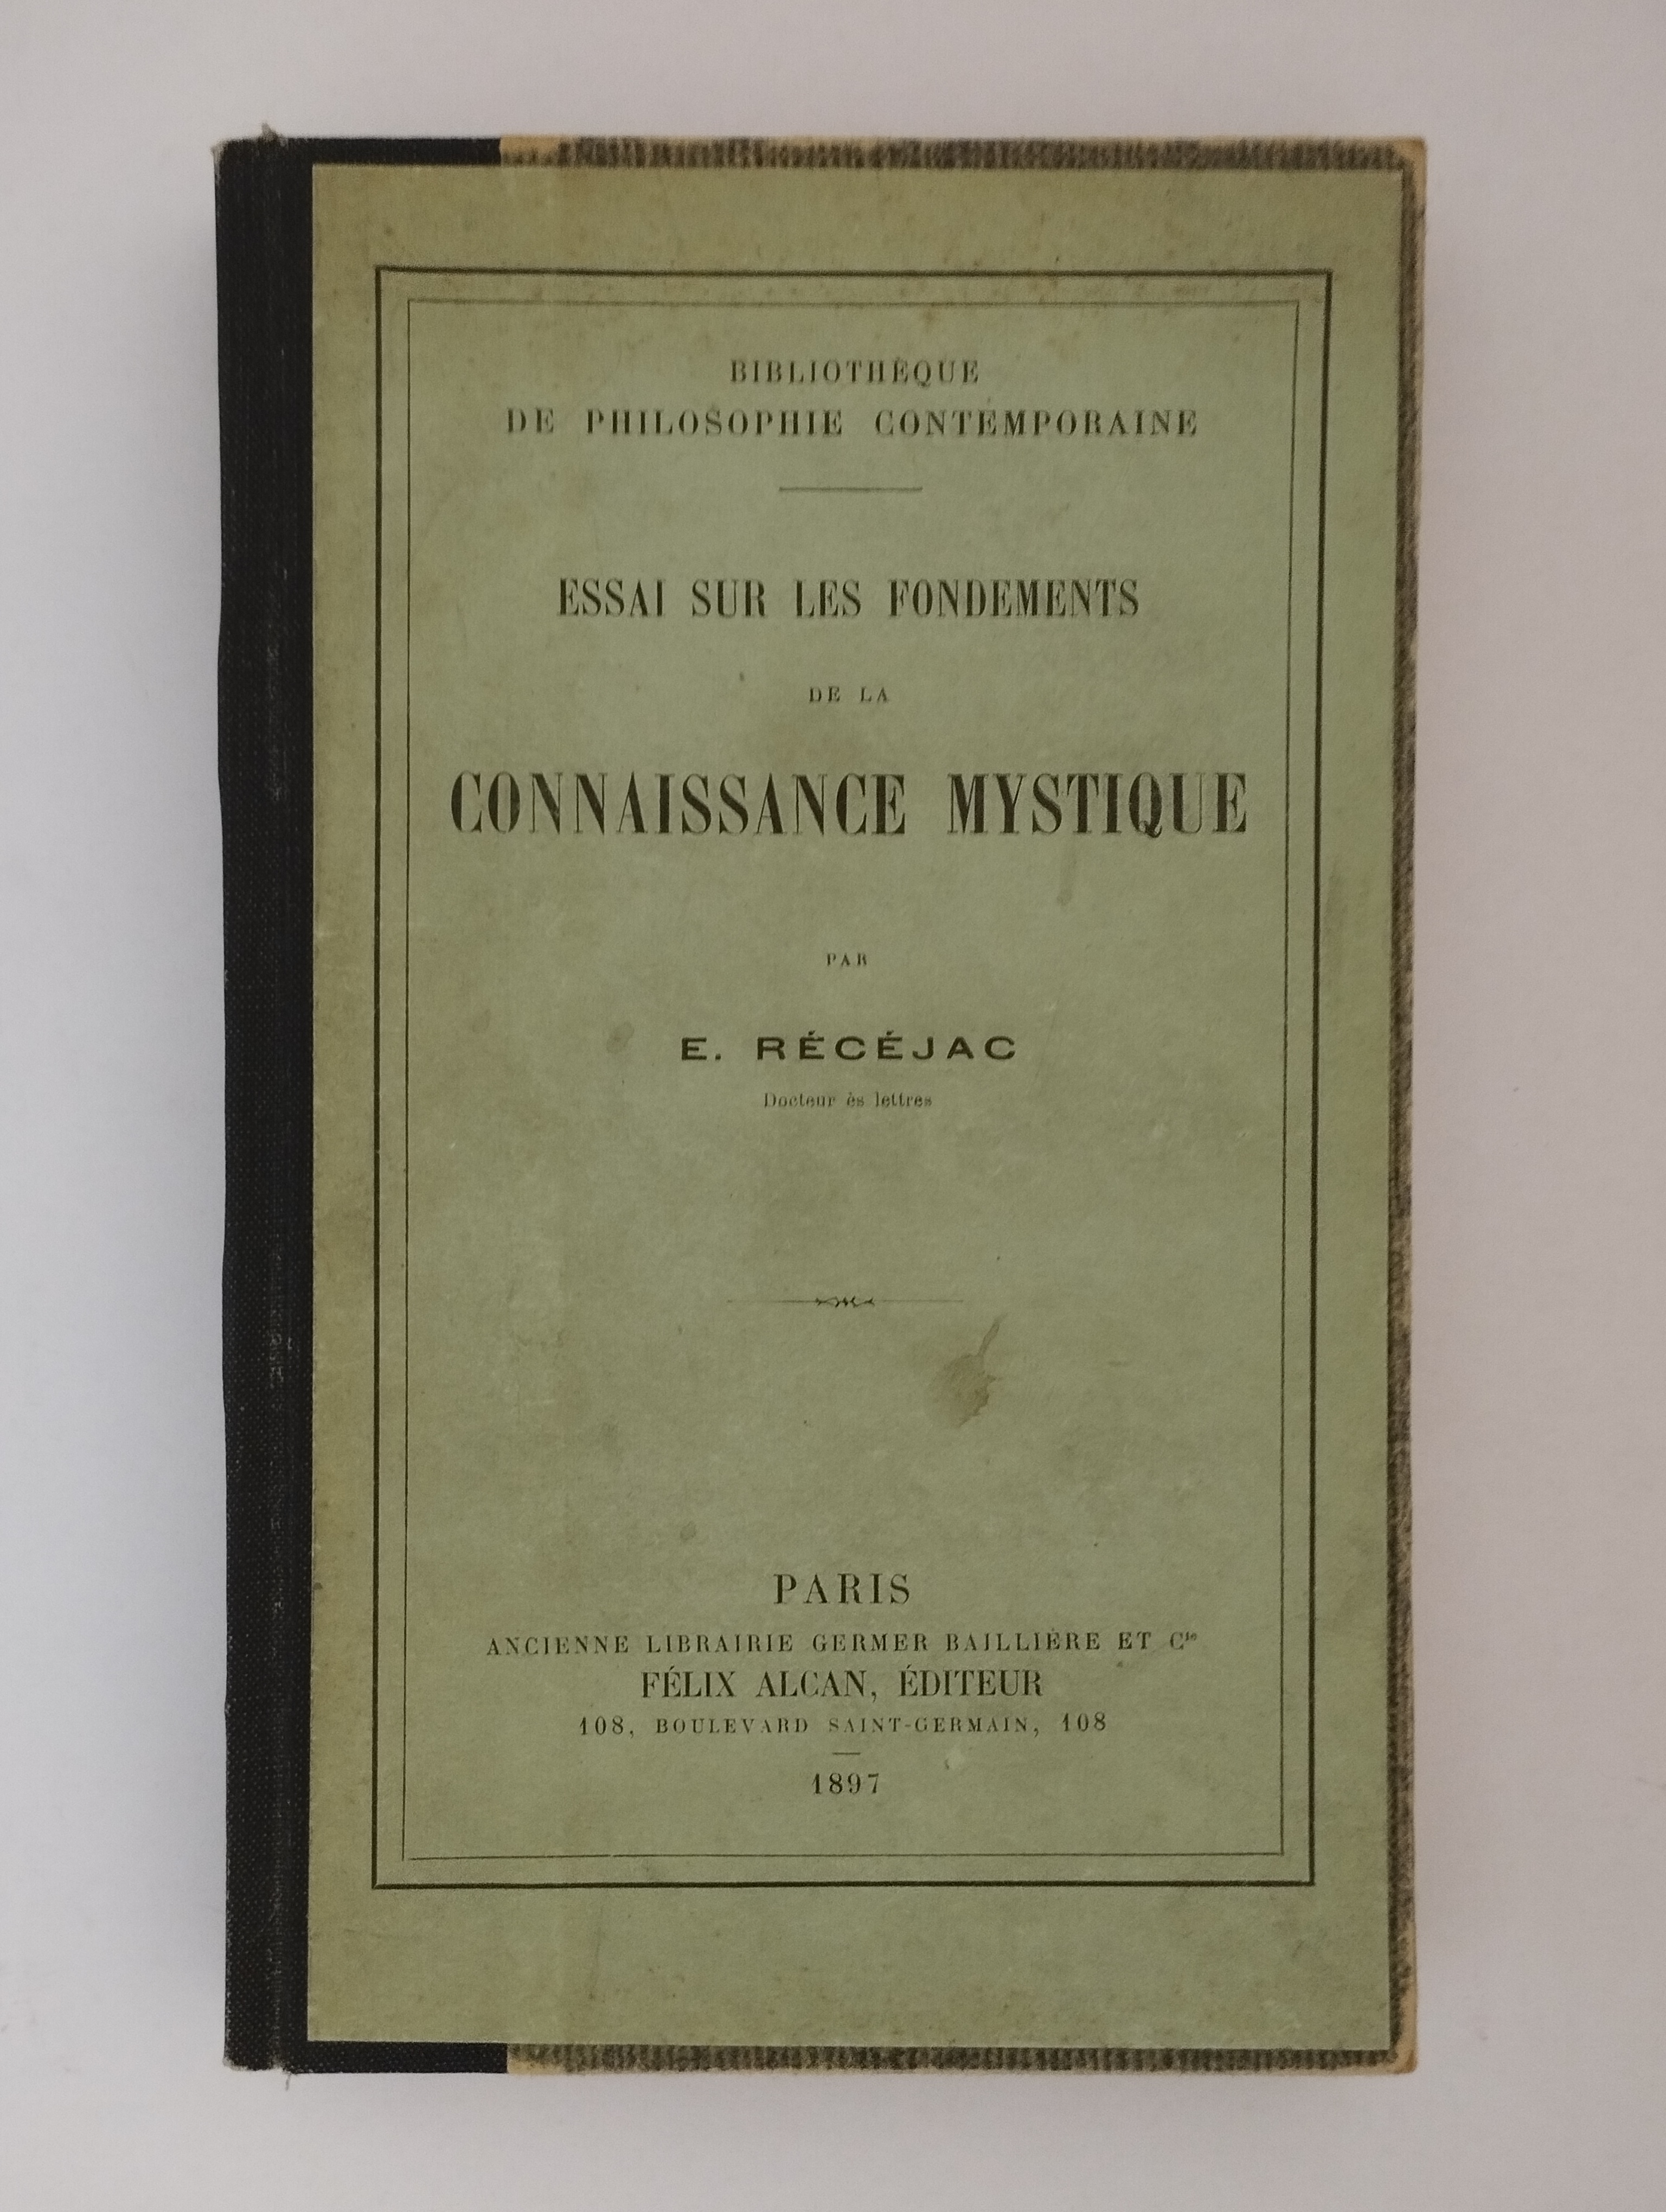 BIBLIOTHÈQUE
DE PHILOSOPHIE CONTEMPORAINE
ESSAI SUR LES FONDEMENTS
DE LA
CONNAISSANCE MYSTIQUE
PAR
E. RÉCÉJAC
Docteur ès lettres
PARIS
ANCIENNE LIBRAIRIE GERMER BAILLIÈRE ET Cie
FÉLIX ALCAN, ÉDITEUR
108, BOULEVARD SAINT-GERMAIN, 108
1897